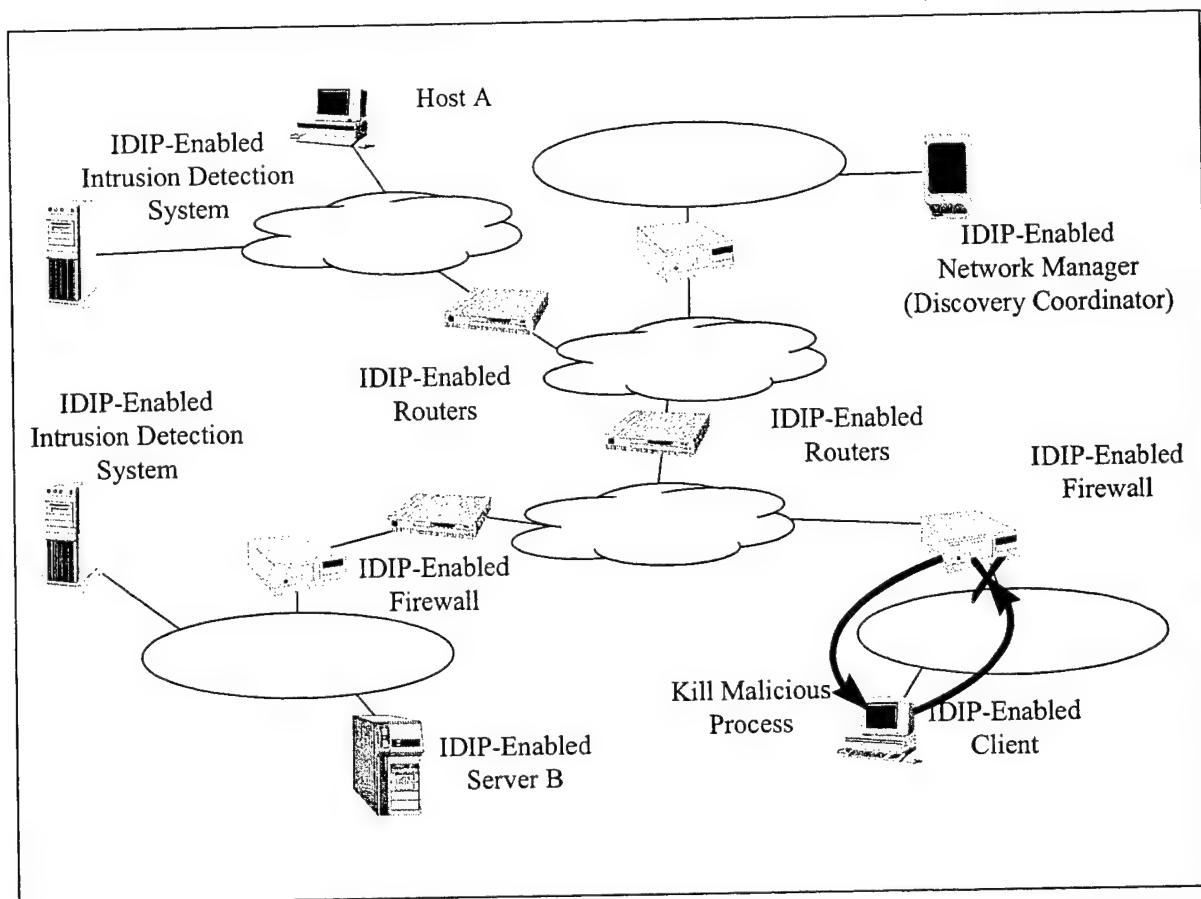 Host A
IDIP-Enabled
Intrusion Detection
System
IDIP-Enabled
Network Manager
(Discovery Coordinator)
IDIP-Enabled
Routers
IDIP-Enabled
Routers
IDIP-Enabled
Intrusion Detection
System
IDIP-Enabled
Firewall
IDIP-Enabled
Firewall
Kill Malicious
Process
IDIP-Enabled
Client
IDIP-Enabled
Server B